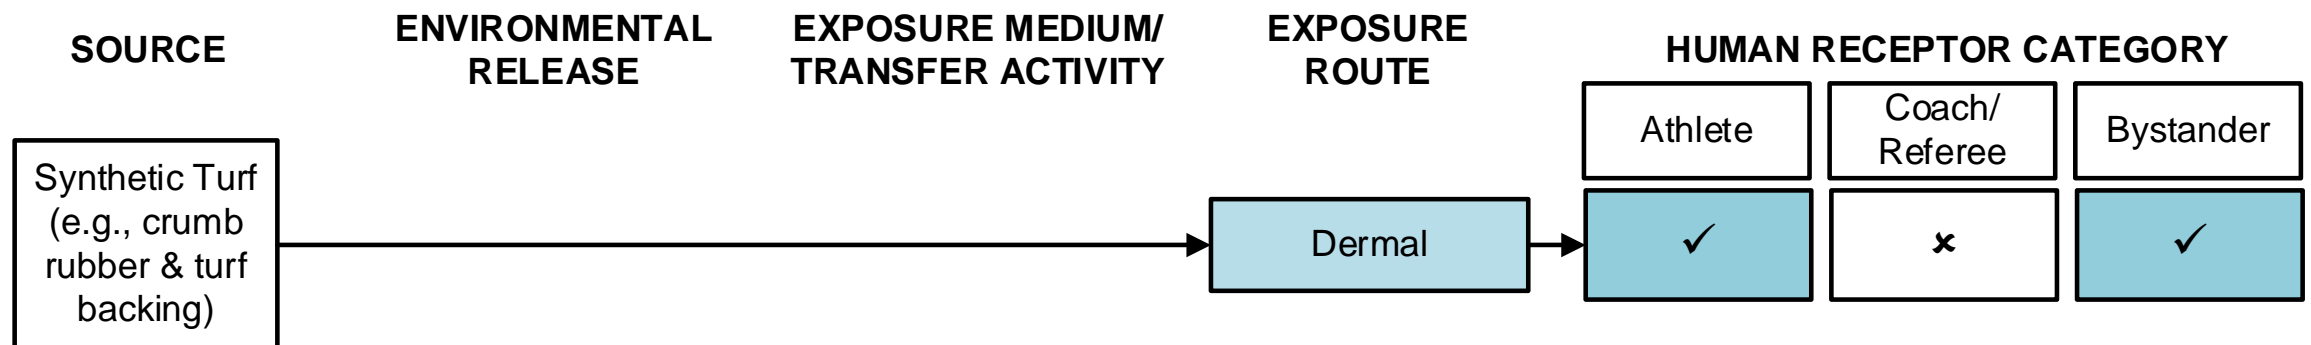 SOURCE
ENVIRONMENTAL
RELEASE
EXPOSURE MEDIUM/
TRANSFER ACTIVITY
EXPOSURE
ROUTE
HUMAN RECEPTOR CATEGORY
Athlete
Coach/
Referee
Bystander
Synthetic Turf
(e.g., crumb
rubber & turf
backing)
Dermal
✓
✘
✓